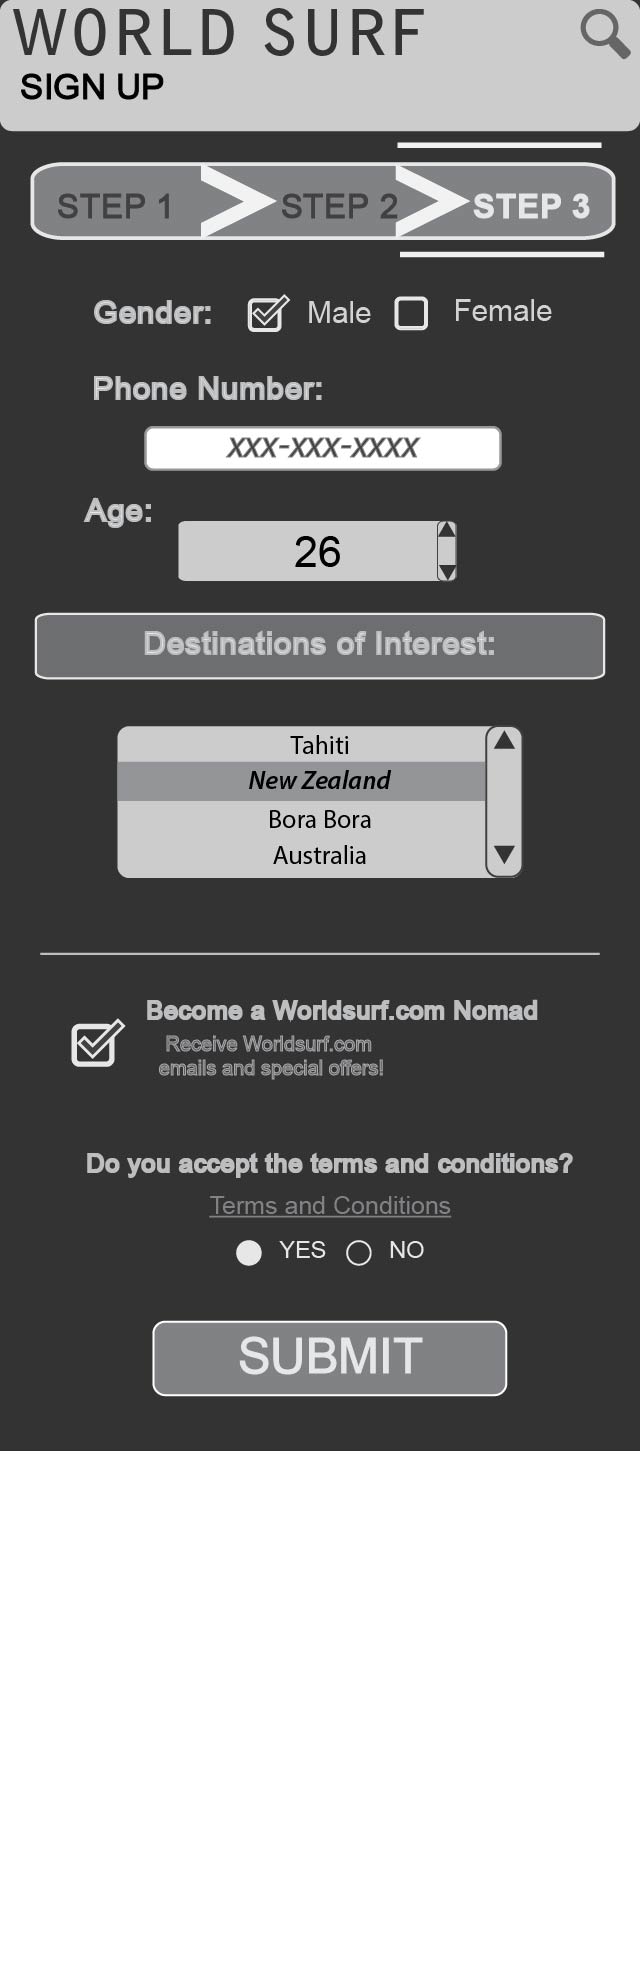 WORLD SURF
SIGN UP
STEP 1 STEP 2 STEP 3
Gender: Male Female
Phone Number:
XXX-XXX-XXXX
Age:
26
Destinations of Interest:
Tahiti
New Zealand
Bora Bora
Australia
Become a Worldsurf.com Nomad
Receive Worldsurf.com
emails and special offers!
Do you accept the terms and conditions?
Terms and Conditions
YES NO
SUBMIT